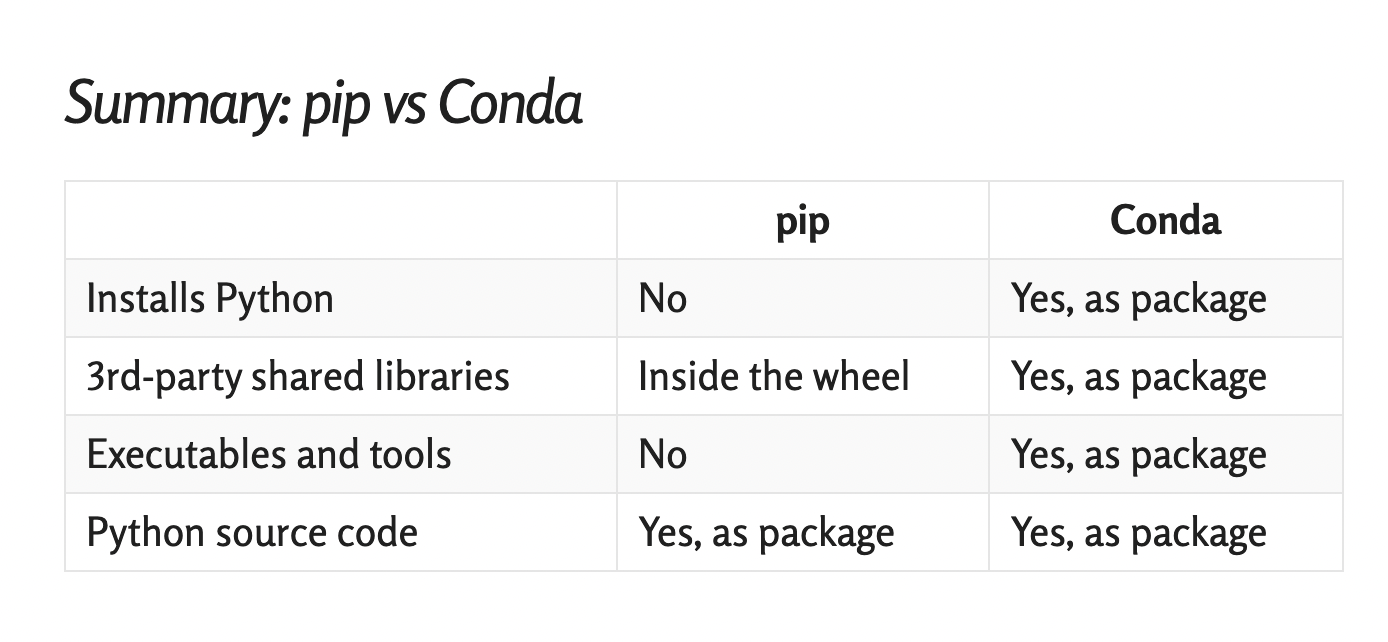 Summary: pip vs Conda
pip Conda
Installs Python No Yes, as package
3rd-party shared libraries Inside the wheel Yes, as package
Executables and tools No Yes, as package
Python source code Yes, as package Yes, as package